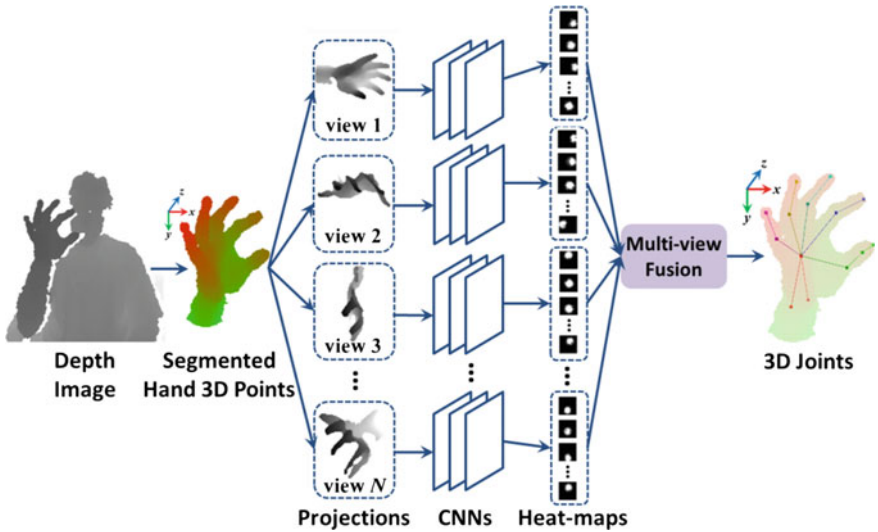 view 1
view 2
view 3
view N
z
x
y
z
x
y
Multi-view
Fusion
Depth
Image
Segmented
Hand 3D Points
3D Joints
Projections
CNNs
Heat-maps